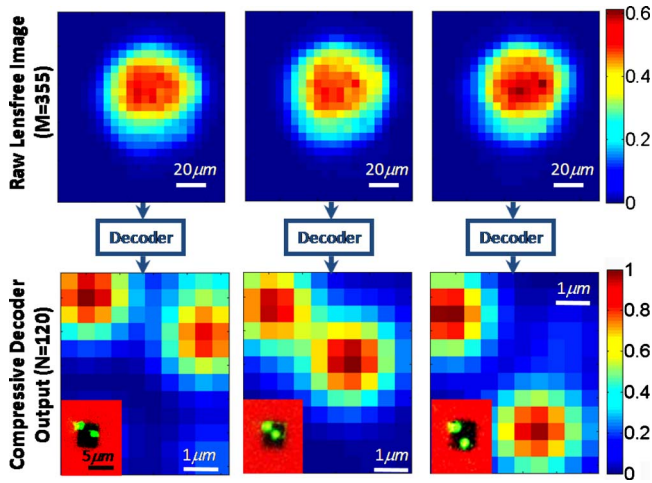 Raw Lensfree Image
(M=355)
20μm
20μm
20μm
0.6
0.4
0.2
0
Decoder
Decoder
Decoder
Compressive Decoder
Output (N=120)
1μm
1
0.8
0.6
0.4
0.2
0
5μm
1μm
1μm